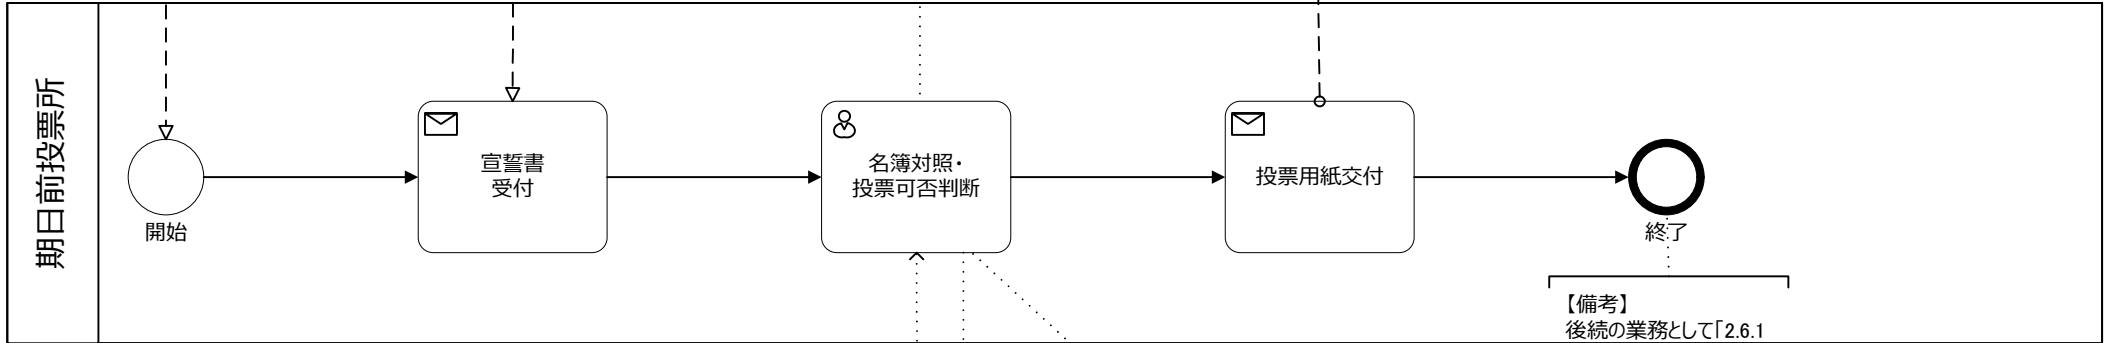 期日前投票所
開始
宣誓書
受付
名簿対照・
投票可否判断
投票用紙交付
終了
【備考】
後続の業務として「2.6.1